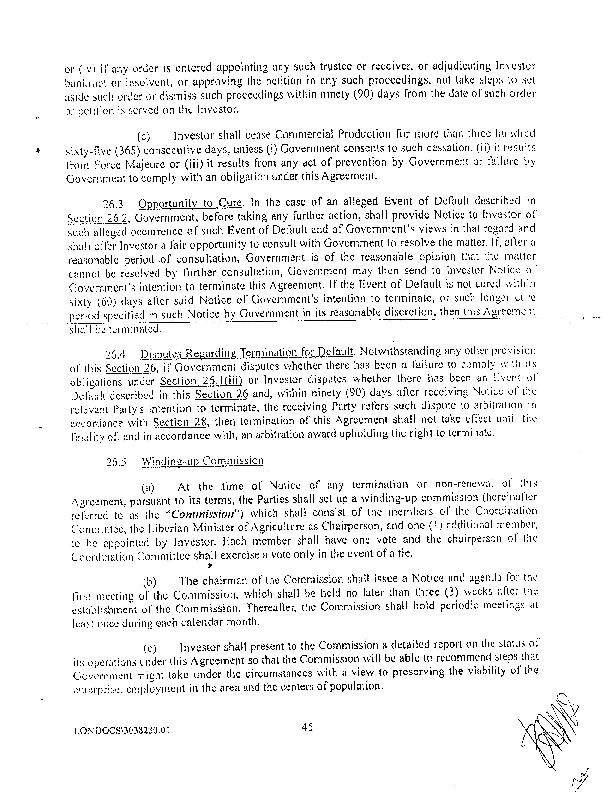 or (iv) if any order is entered appointing any such trustee or receiver, or adjudicating Investor
bankrupt or insolvent, or approving the petition in any such proceedings, not take steps to set
aside such order or dismiss such proceedings within ninety (90) days from the date of such order
or petition is served on the Investor.
(c) Investor shall cease Commercial Production for more than three hundred
sixty-five (365) consecutive days, unless (i) Government consents to such cessation, (ii) it results
from Force Majeure or (iii) it results from any act of prevention by Government or failure by
Government to comply with an obligation under this Agreement.
26.3 Opportunity to Cure. In the case of an alleged Event of Default described in
Section 26.2, Government, before taking any further action, shall provide Notice to Investor of
such alleged occurrence of such Event of Default and of Government's views in that regard and
shall offer Investor a fair opportunity to consult with Government to resolve the matter. If, after a
reasonable period of consultation, Government is of the reasonable opinion that the matter
cannot be resolved by further consultation, Government may then send to Investor Notice of
Government's intention to terminate this Agreement. If the Event of Default is not cured within
sixty (60) days after said Notice of Government's intention to terminate, or such longer cure
period specified in such Notice by Government in its reasonable discretion, then this Agreement
shall be terminated.
26.4 Disputes Regarding Termination for Default. Notwithstanding any other provision
of this Section 26, if Government disputes whether there has been a failure to comply with its
obligations under Section 26.1(iii) or Investor disputes whether there has been an Event of
Default described in this Section 26 and, within ninety (90) days after receiving Notice of the
relevant Party's intention to terminate, the receiving Party refers such dispute to arbitration in
accordance with Section 28, then termination of this Agreement shall not take effect until the
finality of, and in accordance with, an arbitration award upholding the right to terminate.
26.5 Winding-up Commission
(a) At the time of Notice of any termination or non-renewal of this
Agreement, pursuant to its terms, the Parties shall set up a winding-up commission (hereinafter
referred to as the "Commission") which shall consist of the members of the Coordination
Committee, the Liberian Minister of Agriculture as Chairperson, and one (1) additional member,
to be appointed by Investor. Each member shall have one vote and the chairperson of the
Coordination Committee shall exercise a vote only in the event of a tie.
(b) The chairman of the Commission shall issue a Notice and agenda for the
first meeting of the Commission, which shall be held no later than three (3) weeks after the
establishment of the Commission. Thereafter, the Commission shall hold periodic meetings at
least once during each calendar month.
(c) Investor shall present to the Commission a detailed report on the status of
its operations under this Agreement so that the Commission will be able to recommend steps that
Government might take under the circumstances with a view to preserving the viability of the
enterprise, employment in the area and the centers of population.
45